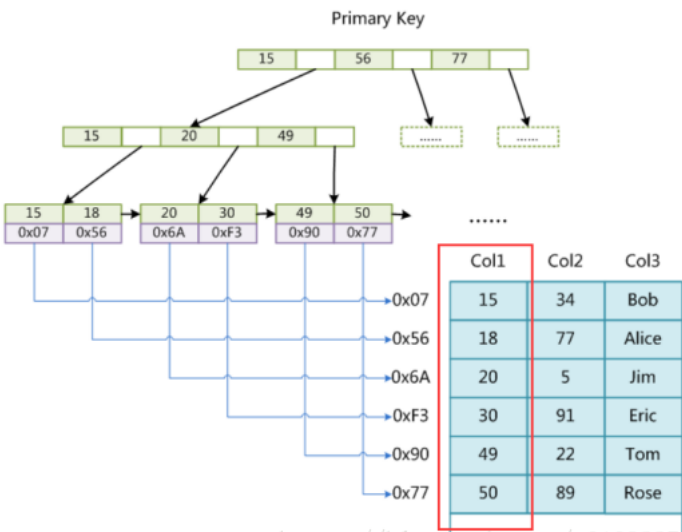 Primary Key
15 56 77
15 20 49
...... ......
15 18 20 30 49 50
0x07 0x56 0x6A 0xF3 0x90 0x77
......
Col1 Col2 Col3
0x07 15 34 Bob
0x56 18 77 Alice
0x6A 20 5 Jim
0xF3 30 91 Eric
0x90 49 22 Tom
0x77 50 89 Rose